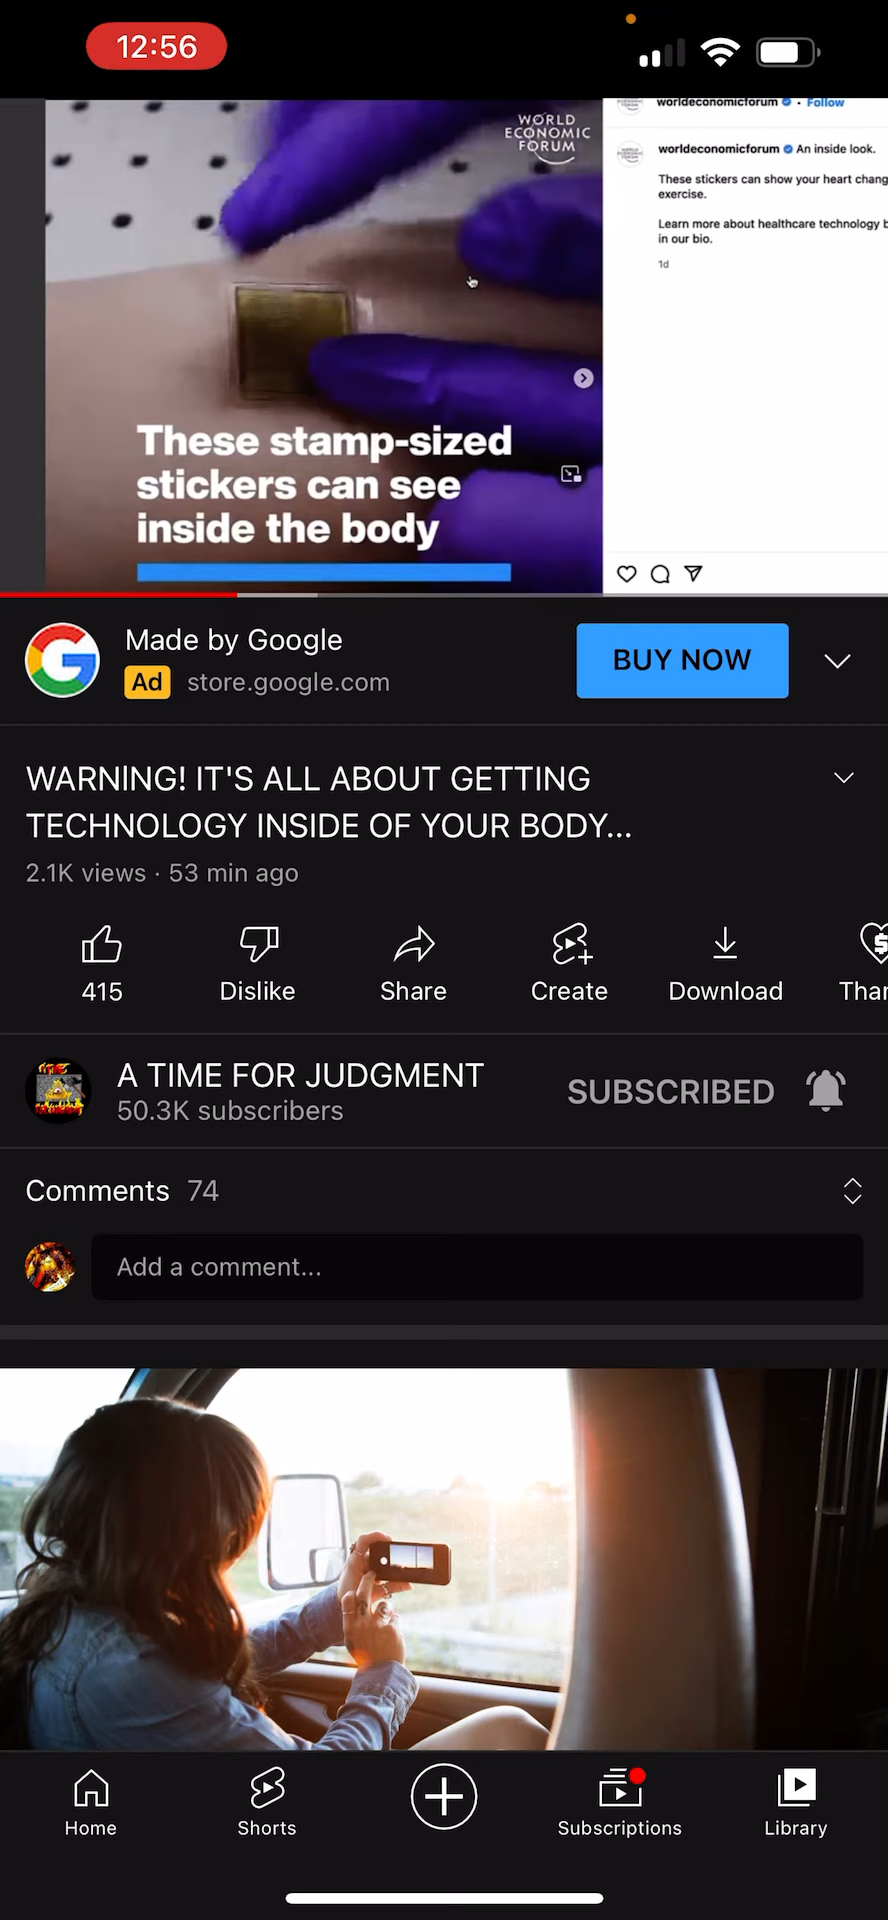 12:56
WORLD
ECONOMIC
FORUM
worldeconomicforum • Follow
worldeconomicforum An inside look.
These stickers can show your heart chang
exercise.
Learn more about healthcare technology b
in our bio.
1d
These stamp-sized
stickers can see
inside the body
Made by Google
Ad store.google.com
BUY NOW
WARNING! IT'S ALL ABOUT GETTING
TECHNOLOGY INSIDE OF YOUR BODY...
2.1K views · 53 min ago
415
Dislike
Share
Create
Download
Than
A TIME FOR JUDGMENT
50.3K subscribers
SUBSCRIBED
Comments 74
Add a comment...
Home
Shorts
Subscriptions
Library